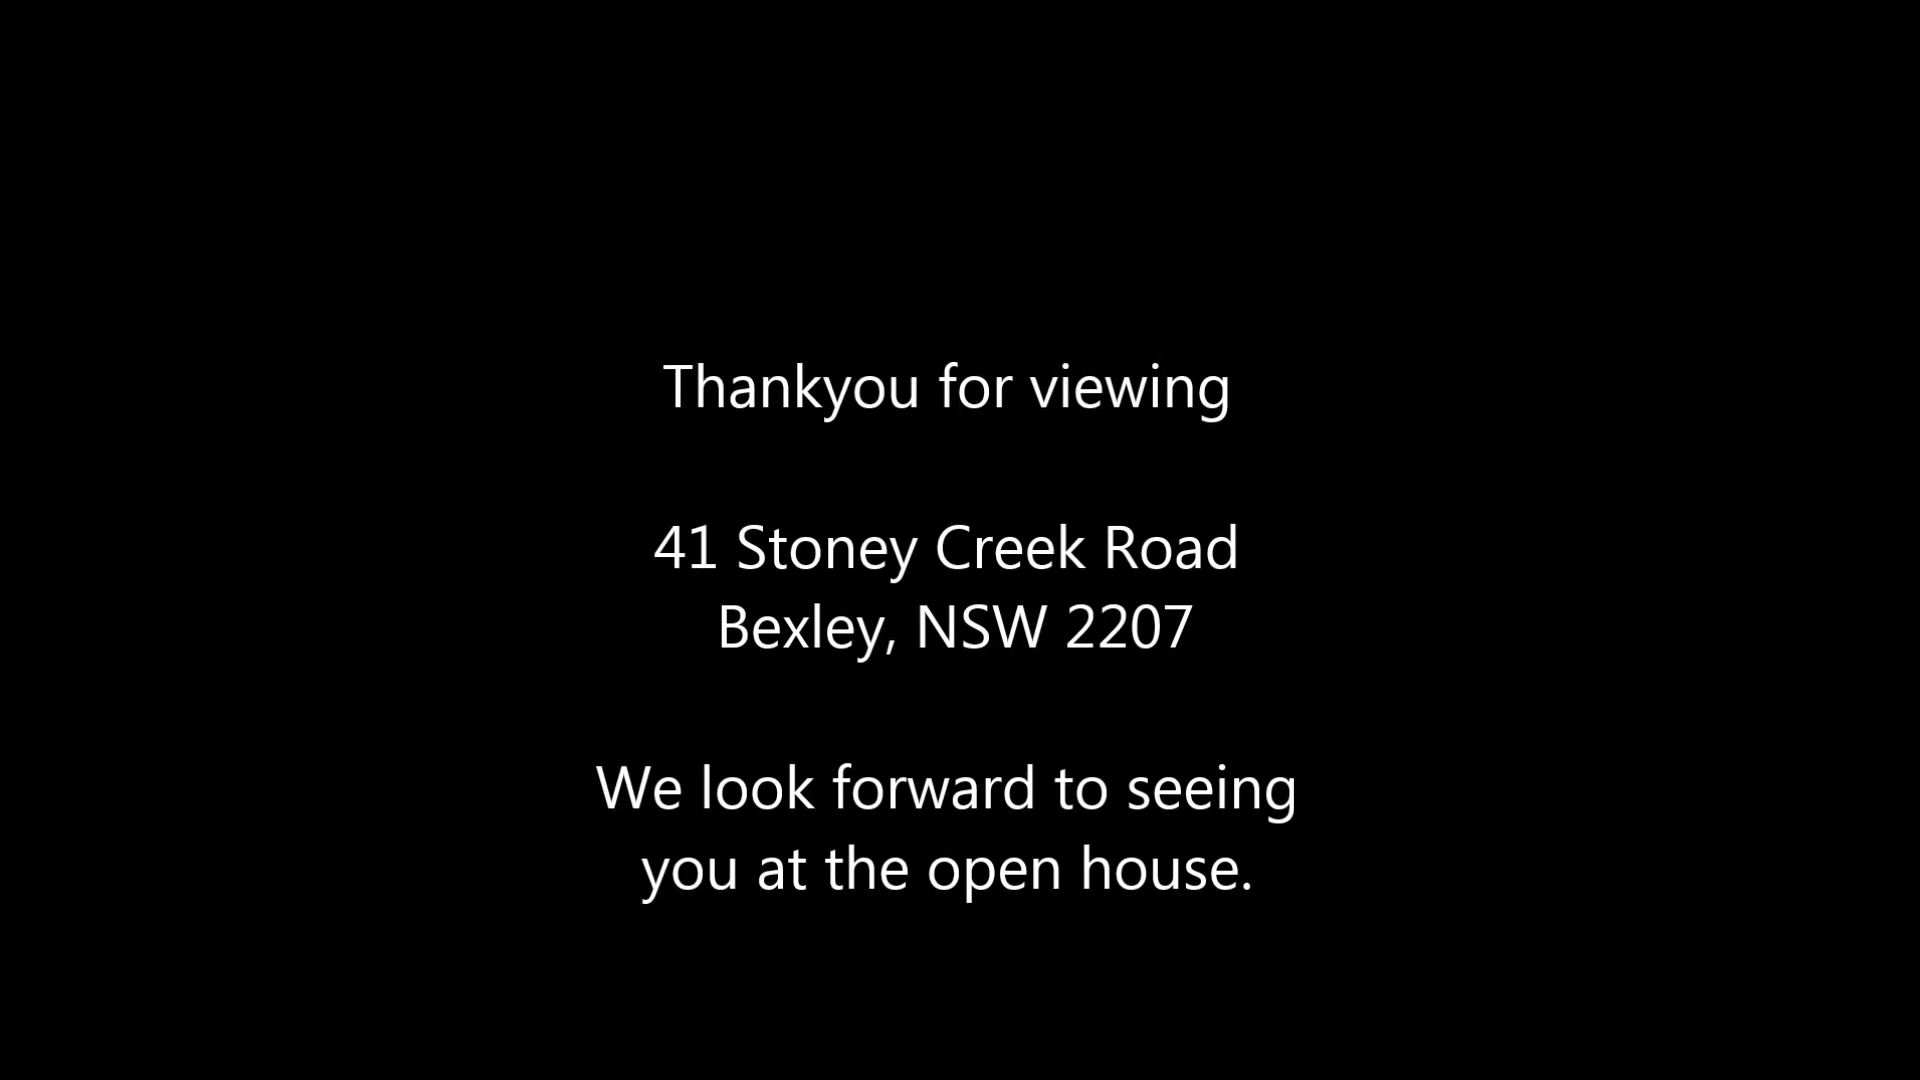 Thankyou for viewing
41 Stoney Creek Road
Bexley, NSW 2207
We look forward to seeing
you at the open house.